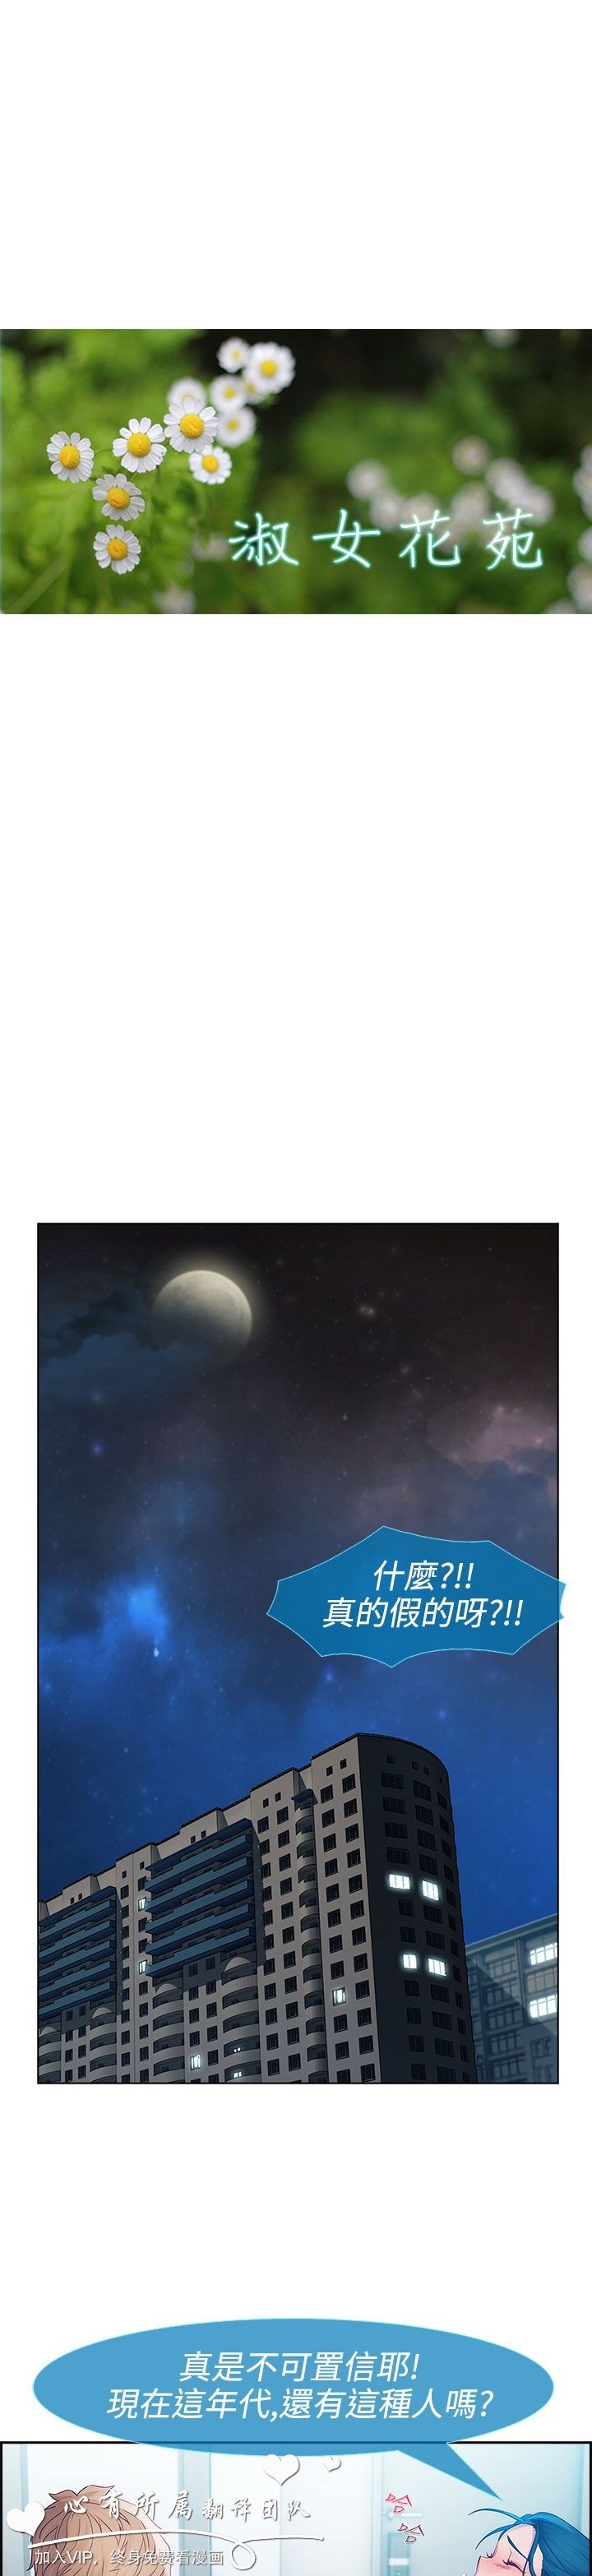 淑女花苑
什麼?!!
真的假的呀?!!
真是不可置信耶!
現在這年代,還有這種人嗎?
哈
哈
心有所属翻译团队
加入VIP，终身免费看漫画